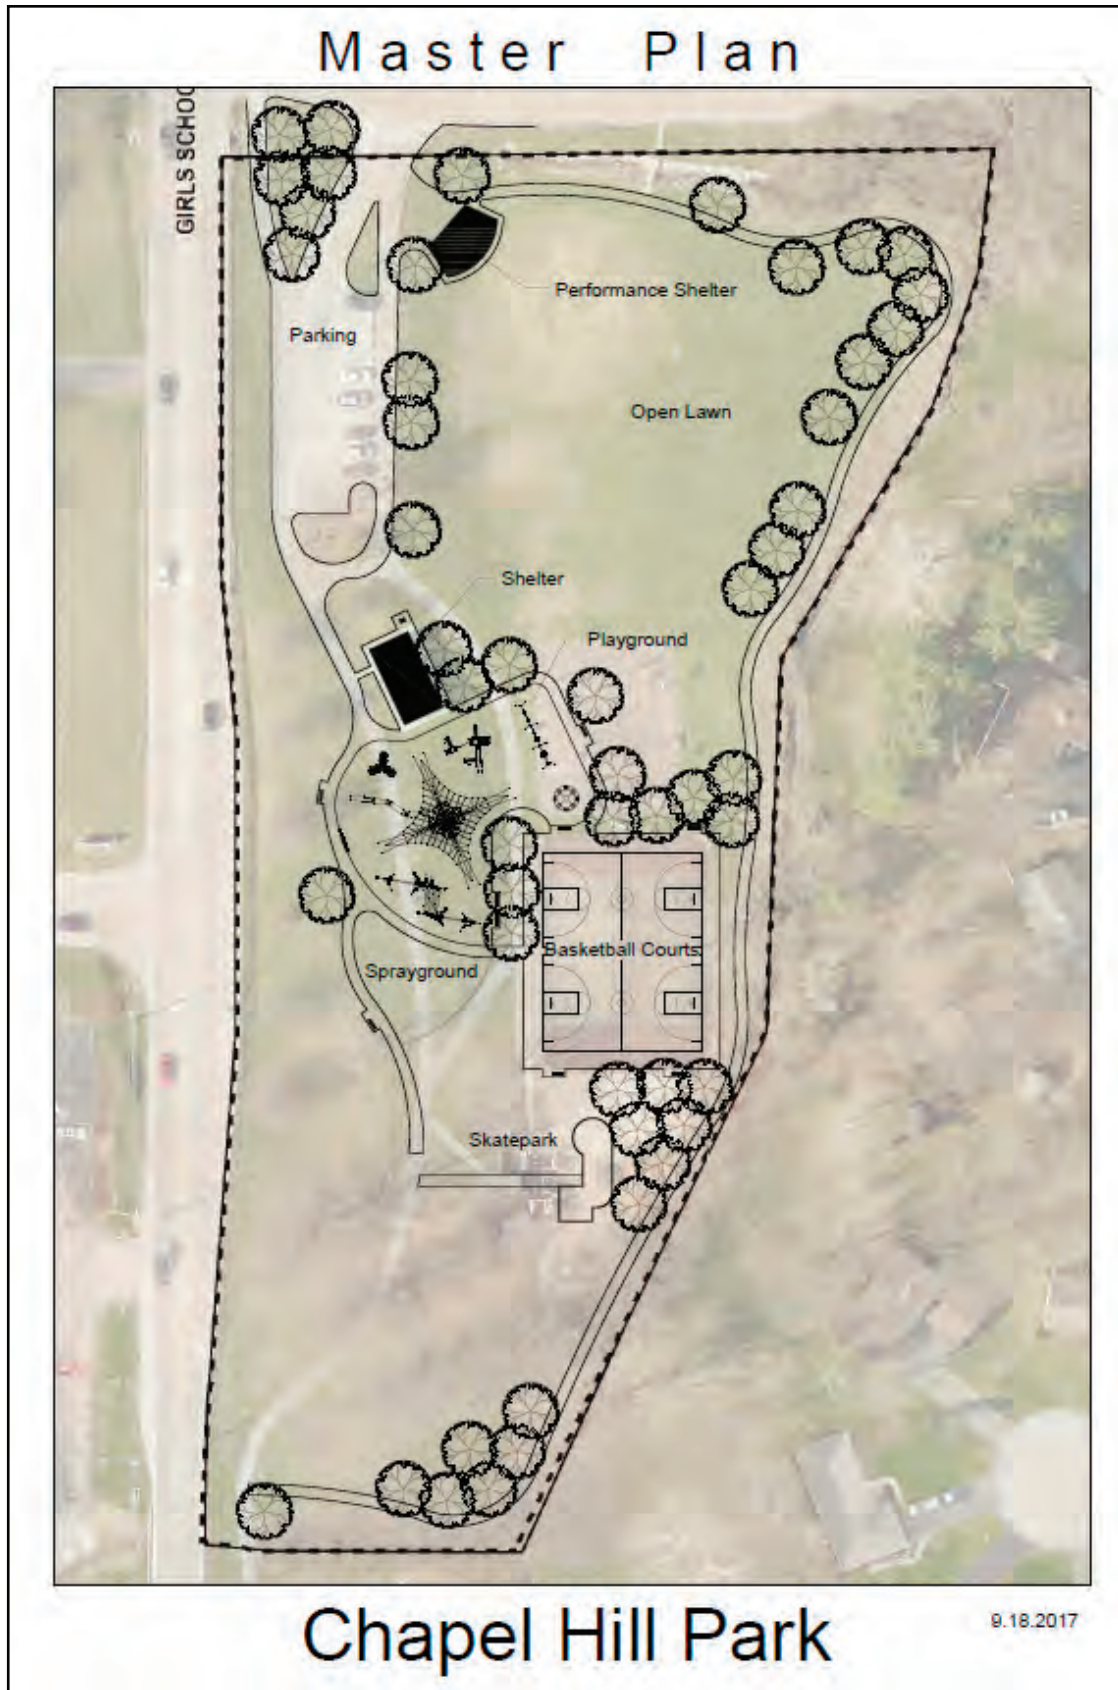 Master Plan
GIRLS SCHOO
Performance Shelter
Parking
Open Lawn
Shelter
Playground
Basketball Courts
Sprayground
Skatepark
Chapel Hill Park
9.18.2017